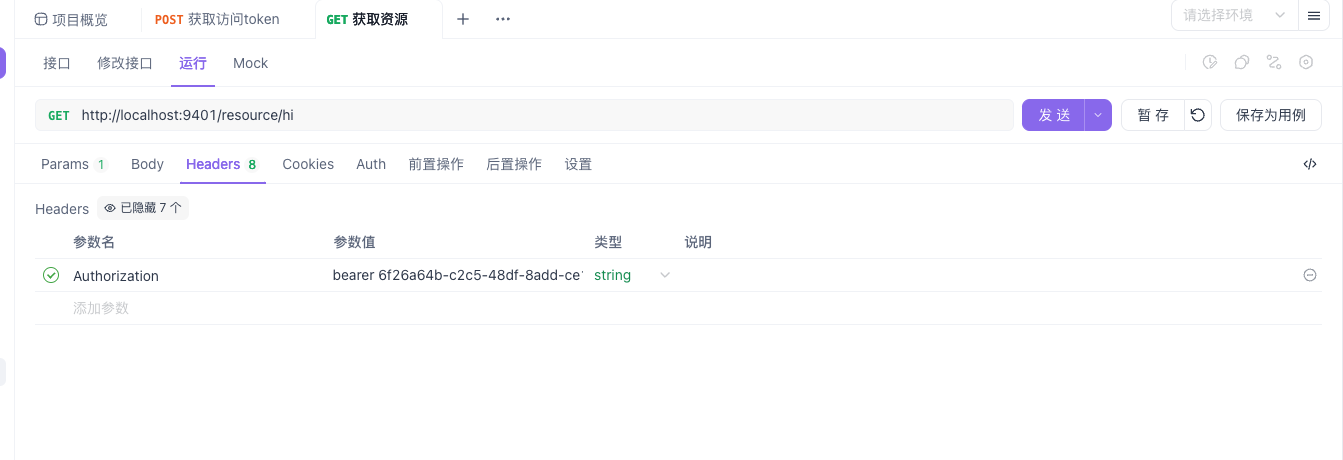 项目概览 POST 获取访问token GET 获取资源 请选择环境
接口 修改接口 运行 Mock
GET http://localhost:9401/resource/hi 发 送 暂 存 保存为用例
Params 1 Body Headers 8 Cookies Auth 前置操作 后置操作 设置
Headers 已隐藏 7 个
参数名 参数值 类型 说明
Authorization bearer 6f26a64b-c2c5-48df-8add-ce string
添加参数